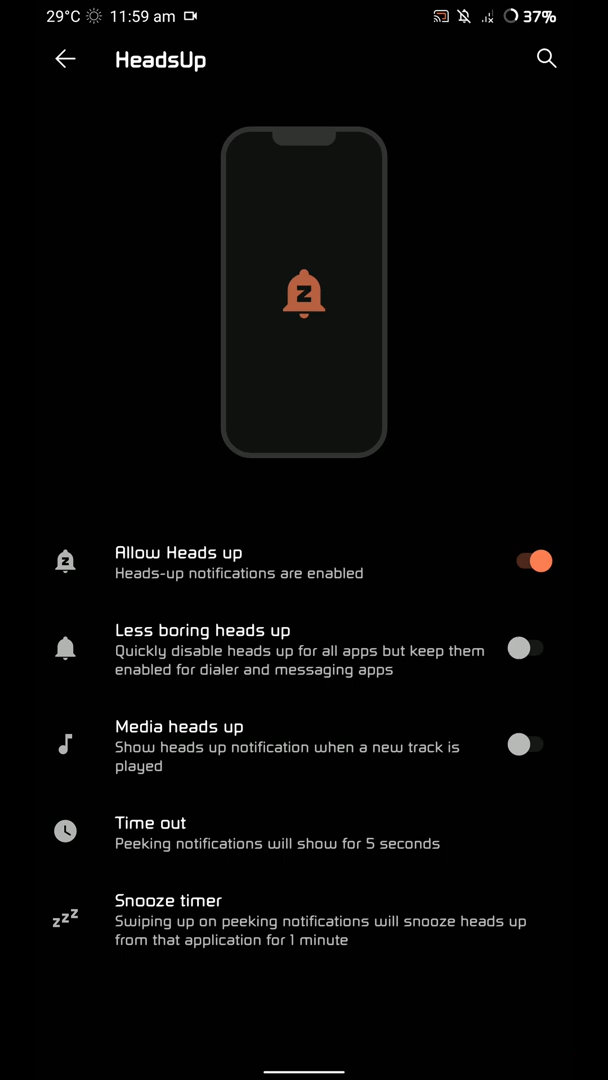 29°C 11:59 am 37%
HeadsUp
z
Allow Heads up
Heads-up notifications are enabled
z
Less boring heads up
Quickly disable heads up for all apps but keep them
enabled for dialer and messaging apps
Media heads up
Show heads up notification when a new track is
played
Time out
Peeking notifications will show for 5 seconds
Snooze timer
zzz
Swiping up on peeking notifications will snooze heads up
from that application for 1 minute